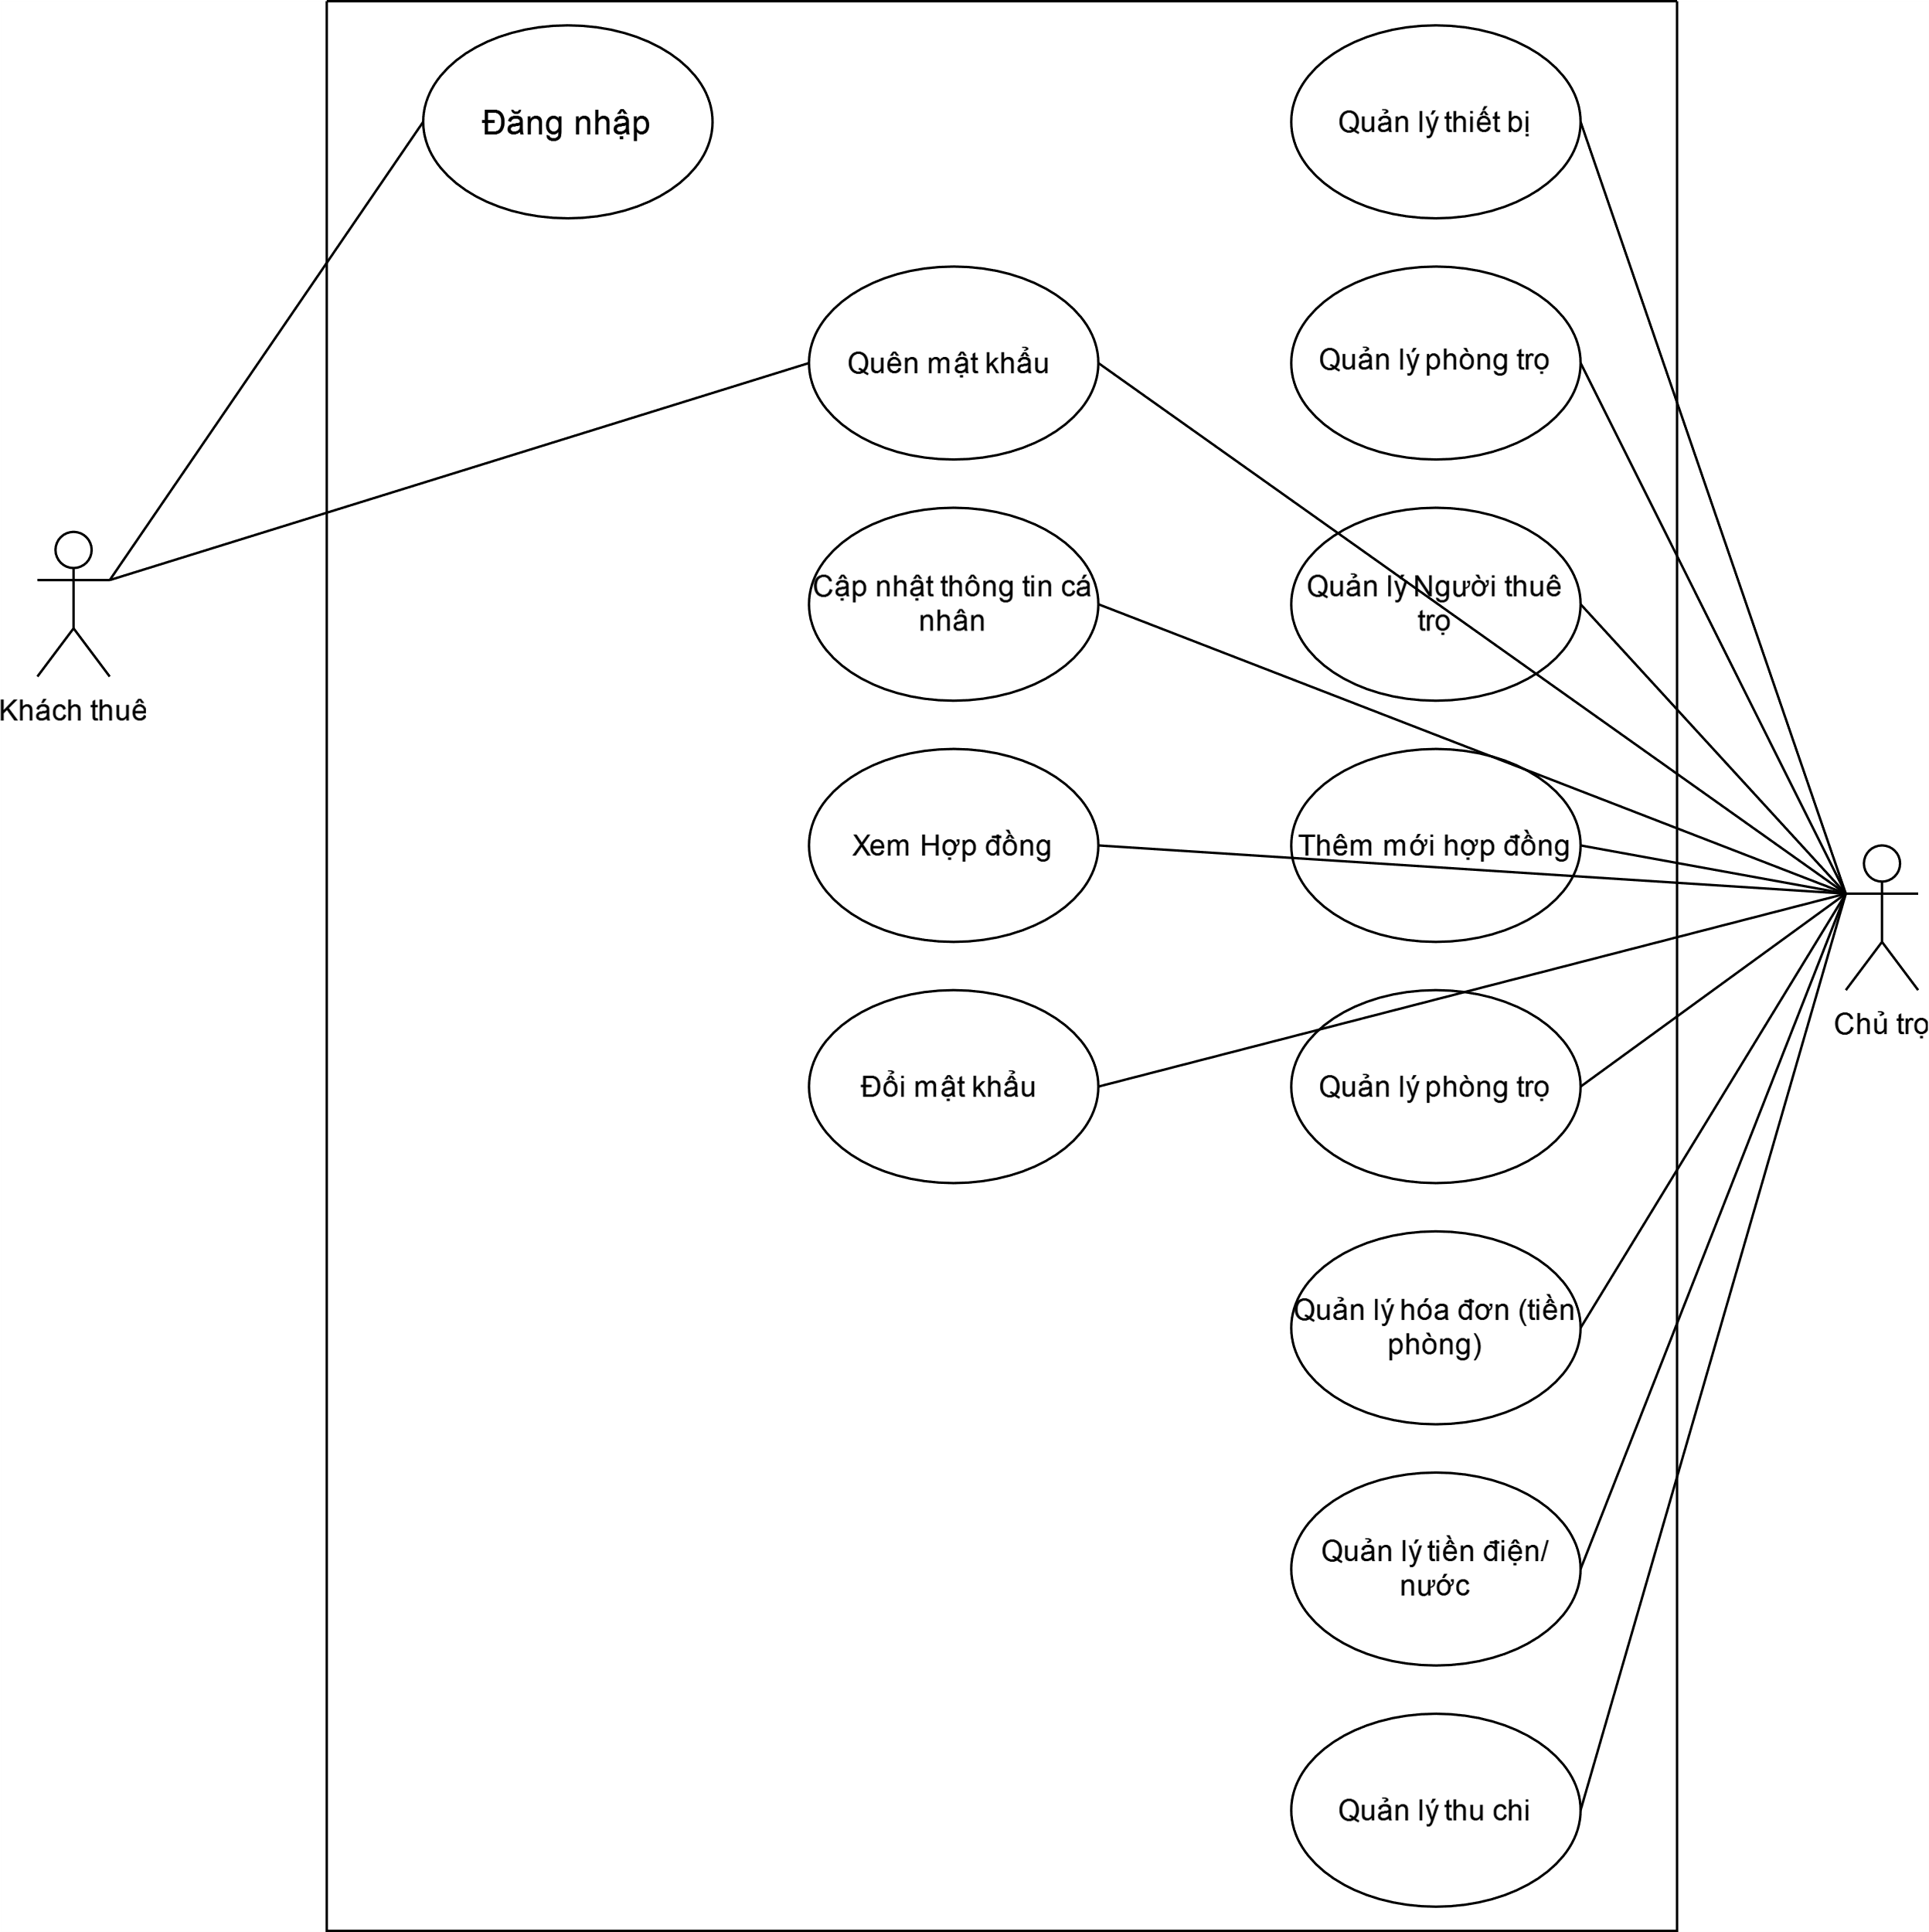 Đăng nhập
Quản lý thiết bị
Quên mật khẩu
Quản lý phòng trọ
Cập nhật thông tin cá
nhân
Quản lý Người thuê
trọ
Khách thuê
Xem Hợp đồng
Thêm mới hợp đồng
Chủ trọ
Đổi mật khẩu
Quản lý phòng trọ
Quản lý hóa đơn (tiền
phòng)
Quản lý tiền điện/
nước
Quản lý thu chi